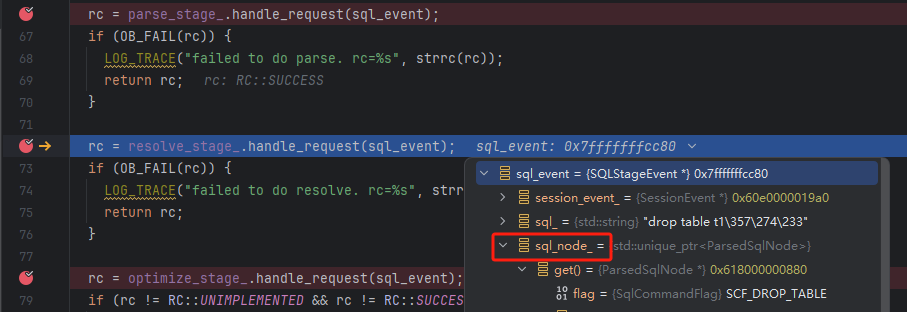 rc = parse_stage_.handle_request(sql_event);
67 if (OB_FAIL(rc)) {
68 LOG_TRACE("failed to do parse. rc=%s", strrc(rc));
69 return rc; rc: RC::SUCCESS
70 }
71
rc = resolve_stage_.handle_request(sql_event); sql_event: 0x7fffffffcc80
73 if (OB_FAIL(rc)) {
sql_event = {SQLStageEvent *} 0x7fffffffcc80
74 LOG_TRACE("failed to do resolve. rc=%s", strr
session_event_ = {SessionEvent *} 0x60e0000019a0
75 return rc;
sql_ = {std::string} "drop table t1\357\274\233"
76 }
sql_node_ = std::unique_ptr<ParsedSqlNode>}
77
get() = {ParsedSqlNode *} 0x618000000880
rc = optimize_stage_.handle_request(sql_event);
10
01 flag = {SqlCommandFlag} SCF_DROP_TABLE
79 if (rc != RC::UNIMPLEMENTED && rc != RC::SUCCES